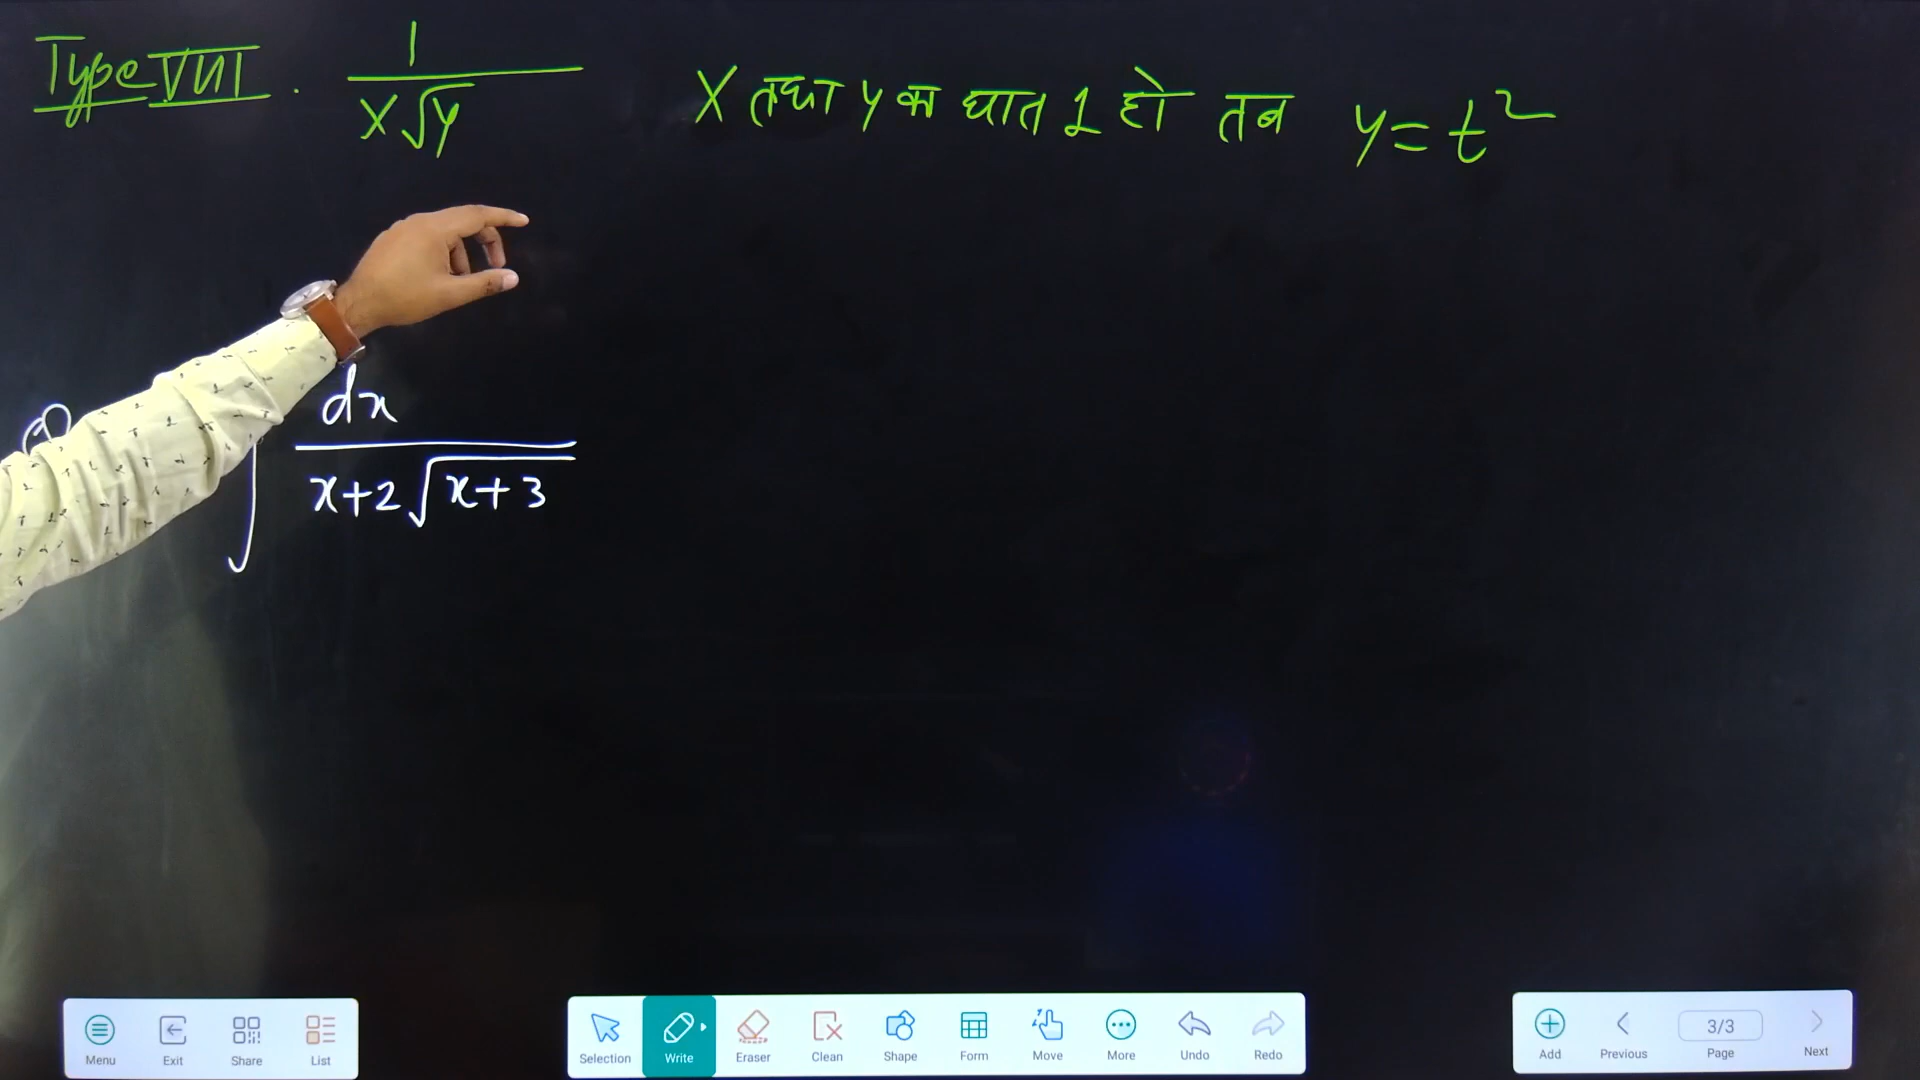 Type VIII . 1/(X√y) X तथा y का घात 1 हो तब y = t²
∫ dx/(x+2√(x+3))
Menu Exit Share List
Selection Write Eraser Clean Shape Form Move More Undo Redo
Add Previous 3/3 Page Next